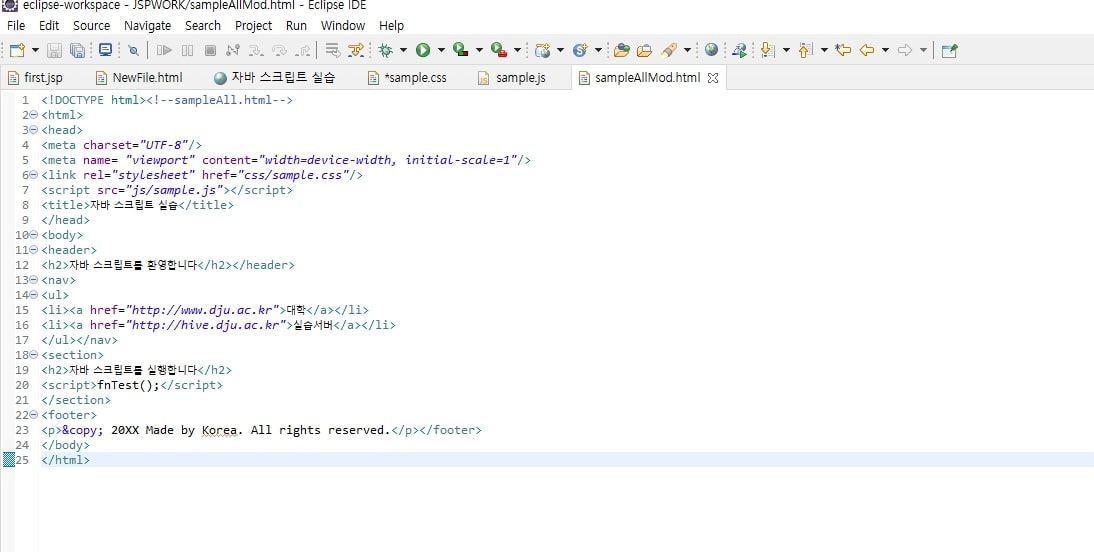 eclipse-workspace - JSPWORK/sampleAllMod.html - Eclipse IDE
File Edit Source Navigate Search Project Run Window Help
first.jsp NewFile.html 자바 스크립트 실습 *sample.css sample.js sampleAllMod.html
1 <!DOCTYPE html><!--sampleAll.html-->
2 <html>
3 <head>
4 <meta charset="UTF-8"/>
5 <meta name= "viewport" content="width=device-width, initial-scale=1"/>
6 <link rel="stylesheet" href="css/sample.css"/>
7 <script src="js/sample.js"></script>
8 <title>자바 스크립트 실습</title>
9 </head>
10 <body>
11 <header>
12 <h2>자바 스크립트를 환영합니다</h2></header>
13 <nav>
14 <ul>
15 <li><a href="http://www.dju.ac.kr">대학</a></li>
16 <li><a href="http://hive.dju.ac.kr">실습서버</a></li>
17 </ul></nav>
18 <section>
19 <h2>자바 스크립트를 실행합니다</h2>
20 <script>fnTest();</script>
21 </section>
22 <footer>
23 <p>&copy; 20XX Made by Korea. All rights reserved.</p></footer>
24 </body>
25 </html>